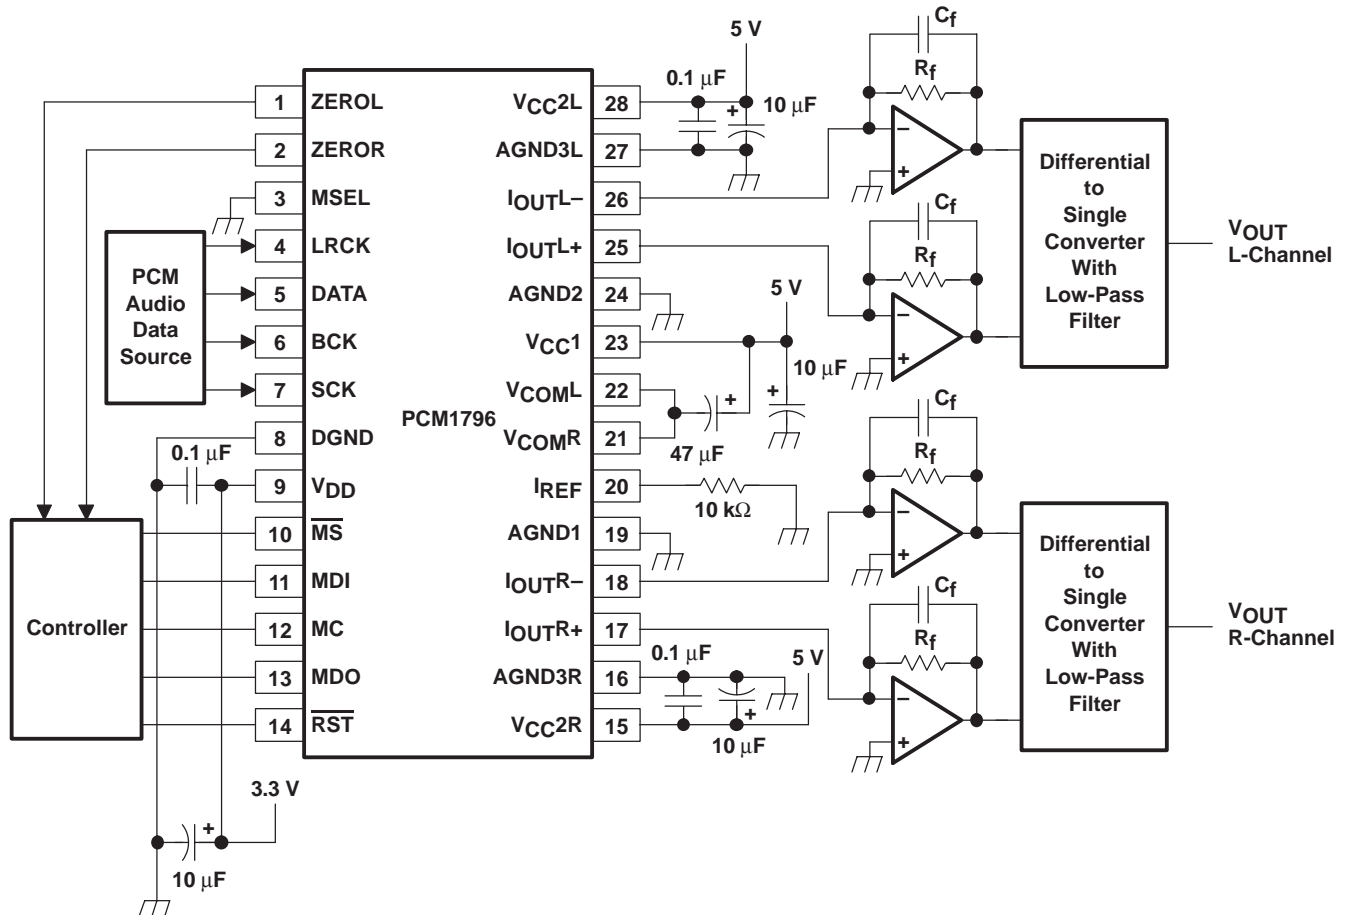 5 V
0.1 μF
10 μF
+
Cf
Rf
−
+
1 ZEROL
2 ZEROR
3 MSEL
4 LRCK
5 DATA
6 BCK
7 SCK
8 DGND
9 VDD
10 MS
11 MDI
12 MC
13 MDO
14 RST
PCM1796
VCC2L 28
AGND3L 27
IOUTL− 26
IOUTL+ 25
AGND2 24
VCC1 23
VCOML 22
VCOMR 21
IREF 20
AGND1 19
IOUTR− 18
IOUTR+ 17
AGND3R 16
VCC2R 15
PCM
Audio
Data
Source
0.1 μF
Controller
3.3 V
+
10 μF
5 V
10 μF
+
+
47 μF
10 kΩ
0.1 μF
5 V
+
10 μF
Cf
Rf
−
+
Differential
to
Single
Converter
With
Low-Pass
Filter
VOUT
L-Channel
Cf
Rf
−
+
Cf
Rf
−
+
Differential
to
Single
Converter
With
Low-Pass
Filter
VOUT
R-Channel